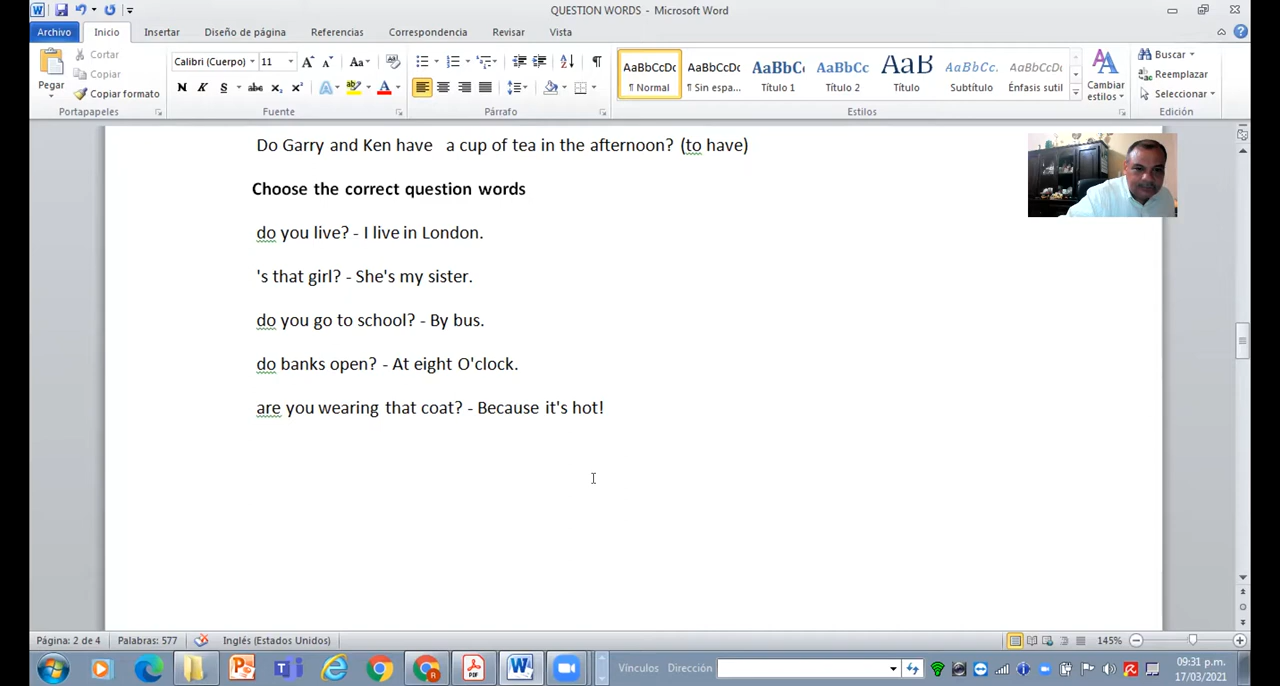 QUESTION WORDS - Microsoft Word
Archivo Inicio Insertar Diseño de página Referencias Correspondencia Revisar Vista
Pegar
Cortar
Copiar
Copiar formato
Portapapeles
Calibri (Cuerpo) 11
Fuente
Párrafo
AaBbCcDc AaBbCcDc AaBbC AaBbCc AaB AaBbCc. AaBbCcDc
¶ Normal ¶ Sin espa... Título 1 Título 2 Título Subtítulo Énfasis sutil
Cambiar estilos
Estilos
Buscar
Reemplazar
Seleccionar
Edición
Do Garry and Ken have a cup of tea in the afternoon? (to have)
Choose the correct question words
do you live? - I live in London.
's that girl? - She's my sister.
do you go to school? - By bus.
do banks open? - At eight O'clock.
are you wearing that coat? - Because it's hot!
Página: 2 de 4 Palabras: 577 Inglés (Estados Unidos) 145%
Vínculos Dirección 09:31 p.m.
17/03/2021